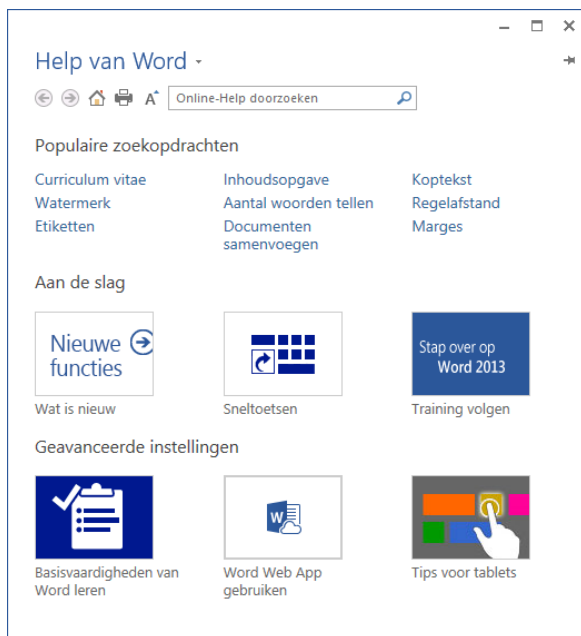 Help van Word
A
Online-Help doorzoeken
Populaire zoekopdrachten
Curriculum vitae
Inhoudsopgave
Koptekst
Watermerk
Aantal woorden tellen
Regelafstand
Etiketten
Documenten
samenvoegen
Marges
Aan de slag
Nieuwe
functies
Stap over op
Word 2013
Wat is nieuw
Sneltoetsen
Training volgen
Geavanceerde instellingen
W
Basisvaardigheden van
Word leren
Word Web App
gebruiken
Tips voor tablets